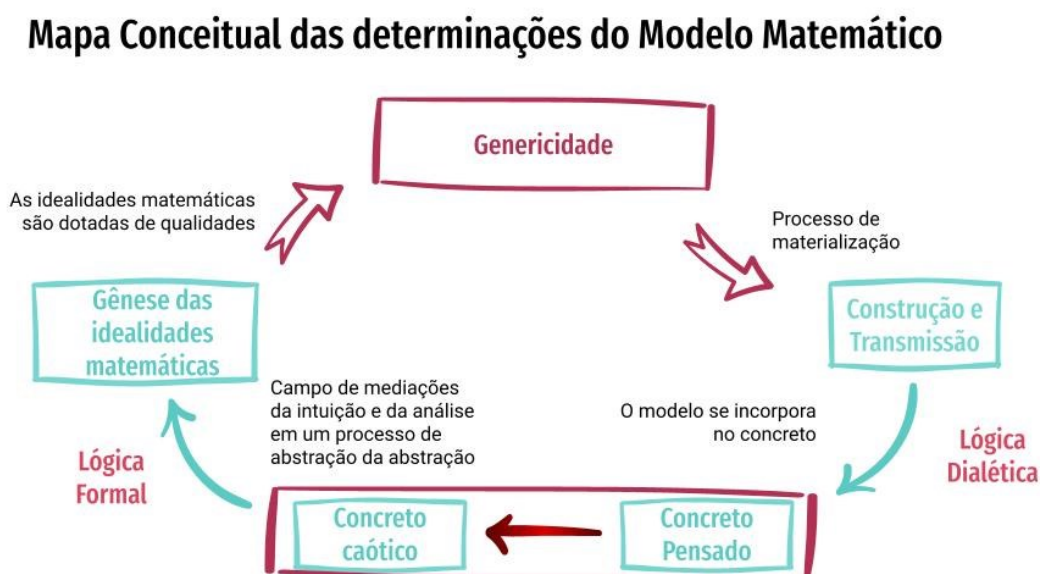 Mapa Conceitual das determinações do Modelo Matemático
Genericidade
As idealidades matemáticas
são dotadas de qualidades
Processo de
materialização
Gênese das
idealidades
matemáticas
Construção e
Transmissão
Campo de mediações
da intuição e da análise
em um processo de
abstração da abstração
O modelo se incorpora
no concreto
Lógica
Formal
Lógica
Dialética
Concreto
caótico
Concreto
Pensado